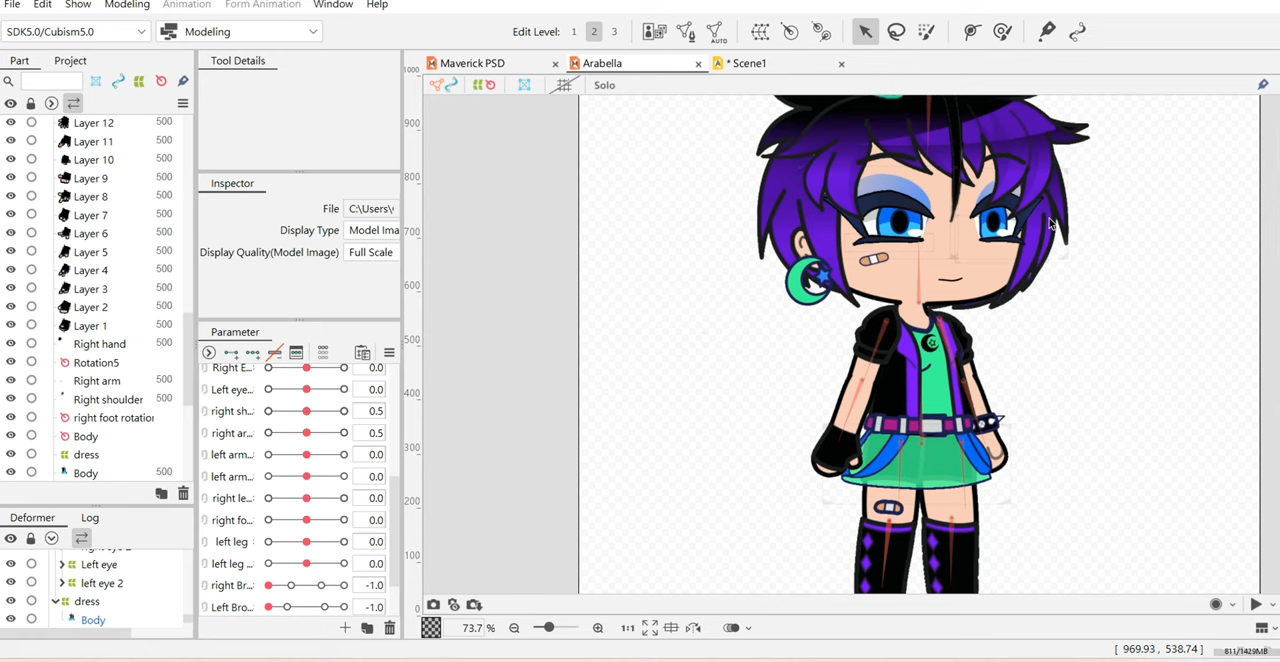 File Edit Show Modeling Animation Form Animation Window Help
SDK5.0/Cubism5.0 Modeling Edit Level: 1 2 3 AUTO
Part Project
Tool Details
Maverick PSD × Arabella × * Scene1 ×
Solo
Layer 12 500
Layer 11 500
Layer 10 500
Layer 9 500
Layer 8 500
Layer 7 500
Layer 6 500
Layer 5 500
Layer 4 500
Layer 3 500
Layer 2 500
Layer 1 500
Right hand 500
Rotation5
Right arm 500
Right shoulder 500
right foot rotation
Body
dress
Body 500
Deformer Log
Left eye
left eye 2
dress
Body
Inspector
File C:\Users\
Display Type Model Ima
Display Quality(Model Image) Full Scale
Parameter
Right E... 0.0
Left eye... 0.0
right sh... 0.5
right ar... 0.5
left arm... 0.0
left arm... 0.0
right le... 0.0
right fo... 0.0
left leg 0.0
left leg ... 0.0
right Br... -1.0
Left Bro... -1.0
1000
900
800
700
600
500
400
300
200
100
0
73.7 % 1:1
[ 969.93, 538.74 ] 811/1429MB